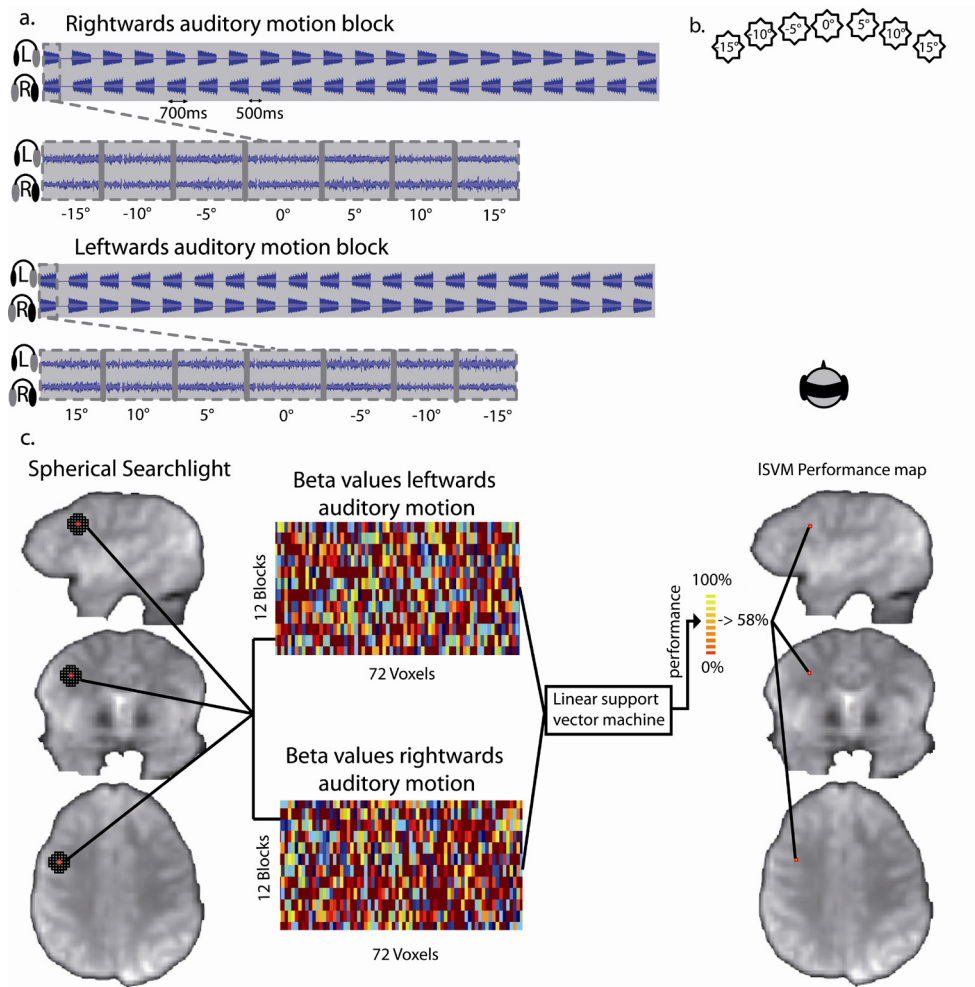 a.
Rightwards auditory motion block
L
R
700ms 500ms
L
R
-15° -10° -5° 0° 5° 10° 15°
Leftwards auditory motion block
L
R
L
R
15° 10° 5° 0° -5° -10° -15°
b.
-15° -10° -5° 0° 5° 10° 15°
c.
Spherical Searchlight
Beta values leftwards
auditory motion
12 Blocks
72 Voxels
Beta values rightwards
auditory motion
12 Blocks
72 Voxels
Linear support
vector machine
performance
100%
-> 58%
0%
lSVM Performance map